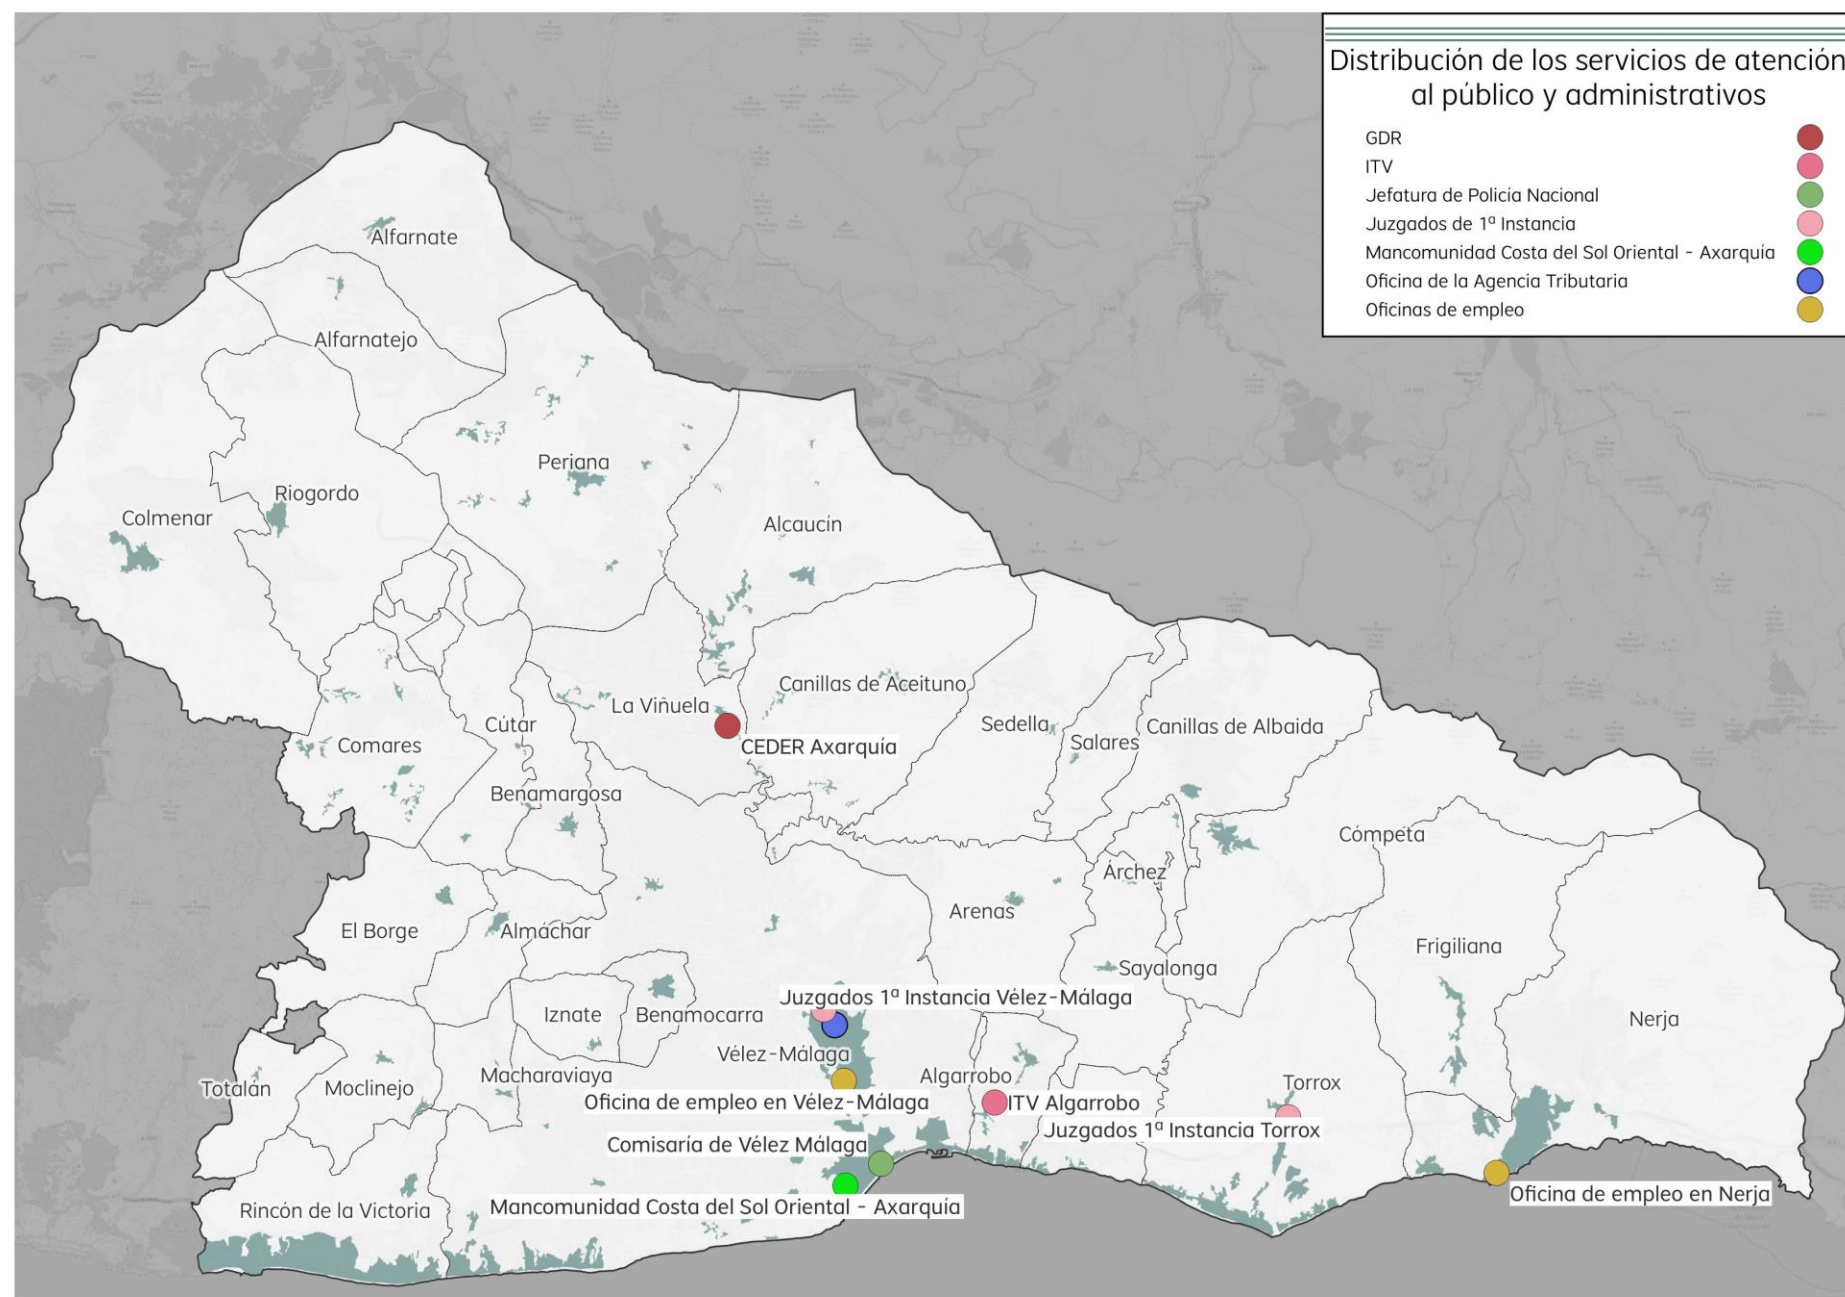 Distribución de los servicios de atención
al público y administrativos
GDR
ITV
Jefatura de Policía Nacional
Juzgados de 1ª Instancia
Mancomunidad Costa del Sol Oriental - Axarquía
Oficina de la Agencia Tributaria
Oficinas de empleo
Alfarnate
Alfarnatejo
Periana
Riogordo
Colmenar
Alcaucín
Canillas de Aceituno
La Viñuela
Sedella
Cútar
Canillas de Albaida
Salares
Comares
CEDER Axarquía
Benamargosa
Cómpeta
Árchez
Arenas
El Borge
Almáchar
Frigiliana
Sayalonga
Juzgados 1ª Instancia Vélez-Málaga
Iznate
Benamocarra
Nerja
Vélez-Málaga
Macharaviaya
Algarrobo
Torrox
Totalán
Moclinejo
Oficina de empleo en Vélez-Málaga
ITV Algarrobo
Juzgados 1ª Instancia Torrox
Comisaría de Vélez Málaga
Oficina de empleo en Nerja
Mancomunidad Costa del Sol Oriental - Axarquía
Rincón de la Victoria